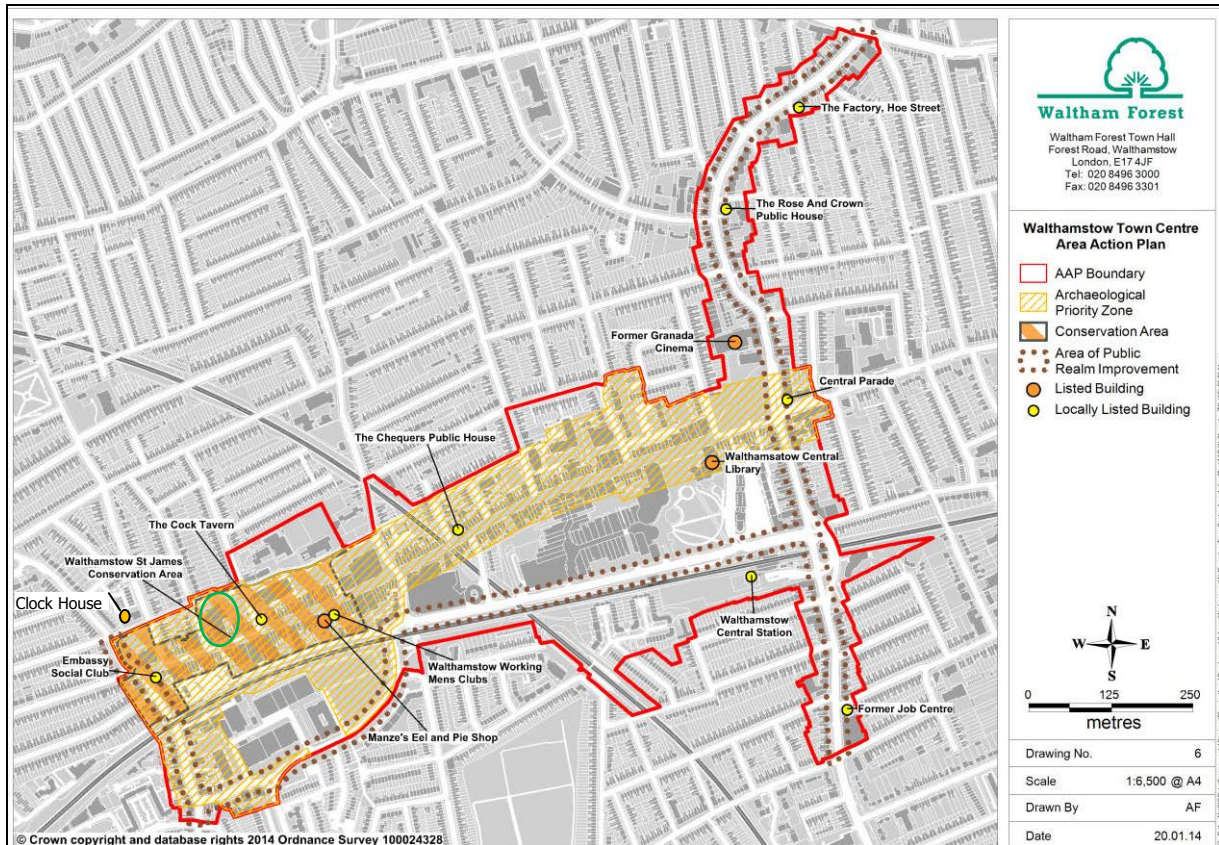 The Factory, Hoe Street
The Rose And Crown
Public House
Former Granada
Cinema
Central Parade
The Chequers Public House
Walthamsatow Central
Library
The Cock Tavern
Walthamstow St James
Conservation Area
Clock House
Embassy
Social Club
Walthamstow
Central Station
Walthamstow Working
Mens Clubs
Manze's Eel and Pie Shop
Former Job Centre
© Crown copyright and database rights 2014 Ordnance Survey 100024328
Waltham Forest
Waltham Forest Town Hall
Forest Road, Walthamstow
London, E17 4JF
Tel: 020 8496 3000
Fax: 020 8496 3301
Walthamstow Town Centre
Area Action Plan
AAP Boundary
Archaeological
Priority Zone
Conservation Area
Area of Public
Realm Improvement
Listed Building
Locally Listed Building
N
W E
S
0 125 250
metres
Drawing No. 6
Scale 1:6,500 @ A4
Drawn By AF
Date 20.01.14